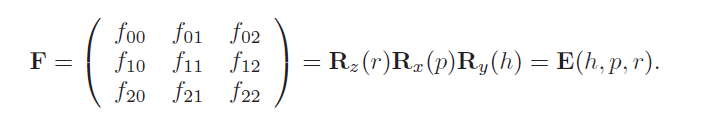 F = ( f00 f01 f02
f10 f11 f12
f20 f21 f22 ) = Rz(r)Rx(p)Ry(h) = E(h, p, r).